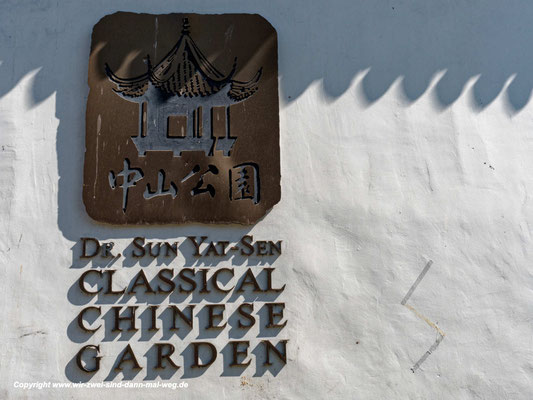 中山公園
DR. SUN YAT-SEN
CLASSICAL
CHINESE
GARDEN
Copyright www.wir-zwei-sind-dann-mal-weg.de